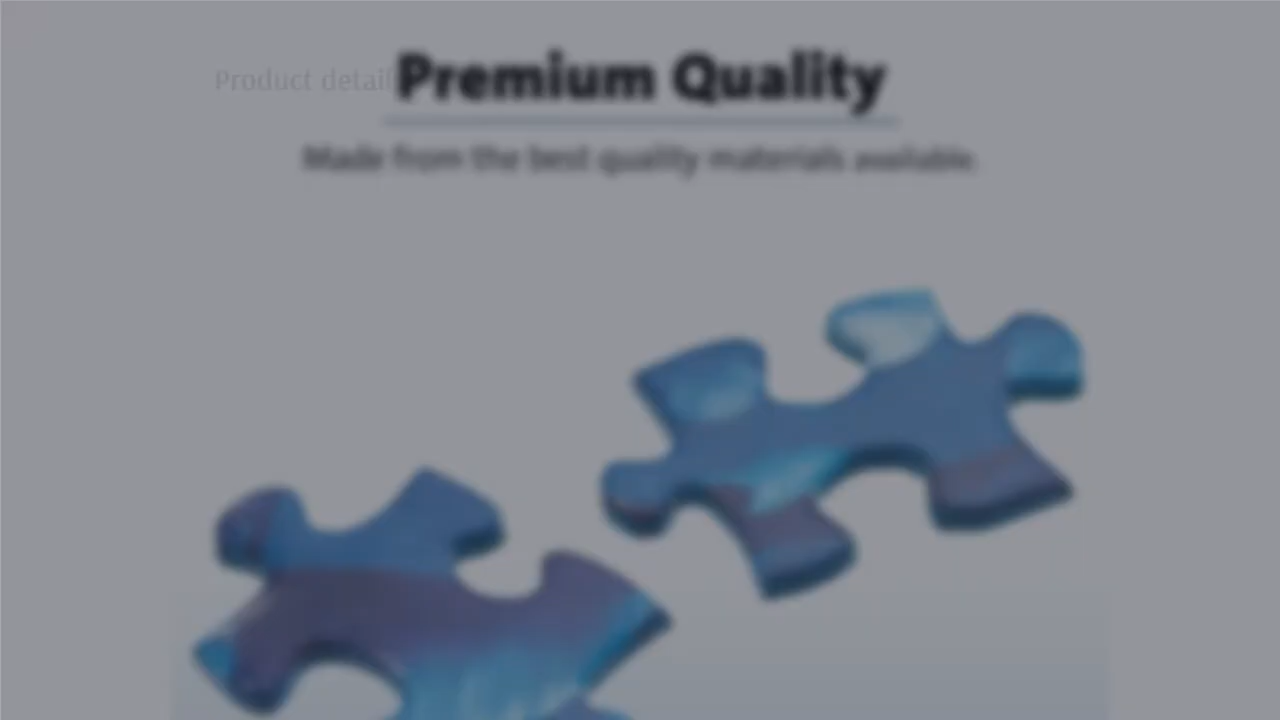 Product detail
Premium Quality
Made from the best quality materials available.